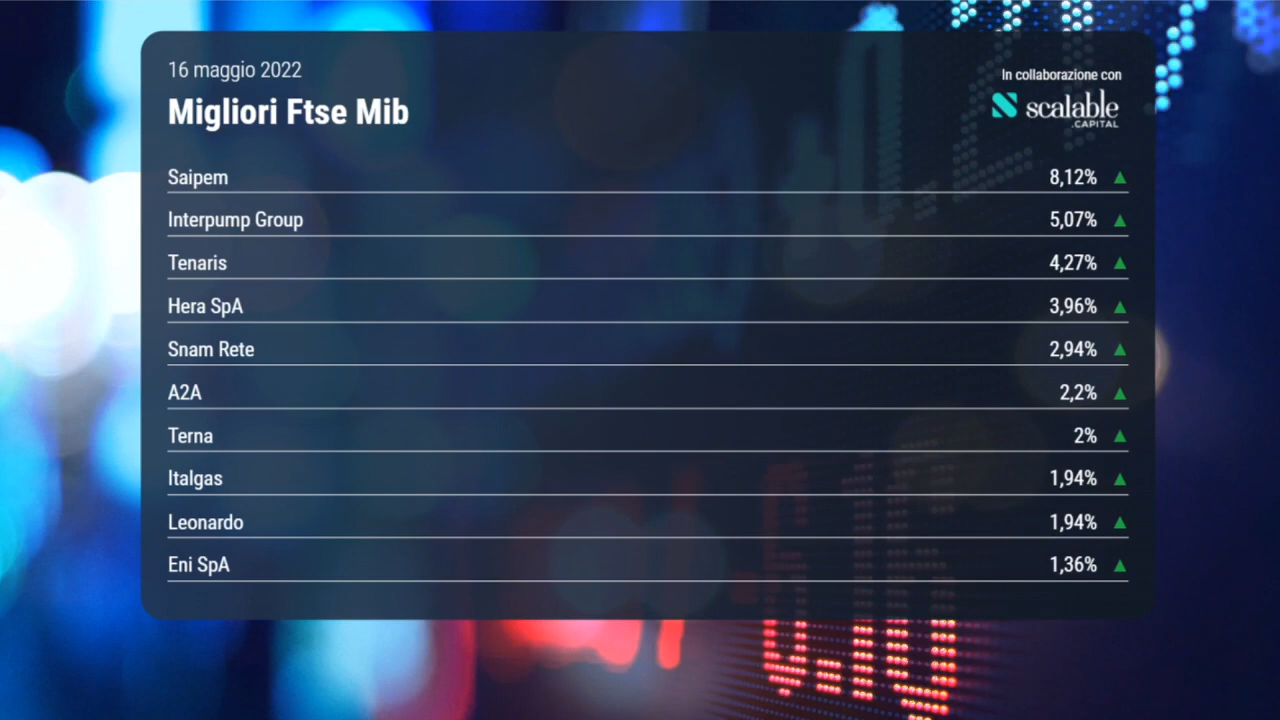 16 maggio 2022
Migliori Ftse Mib
In collaborazione con
scalable
.CAPITAL
Saipem 8,12% ▲
Interpump Group 5,07% ▲
Tenaris 4,27% ▲
Hera SpA 3,96% ▲
Snam Rete 2,94% ▲
A2A 2,2% ▲
Terna 2% ▲
Italgas 1,94% ▲
Leonardo 1,94% ▲
Eni SpA 1,36% ▲